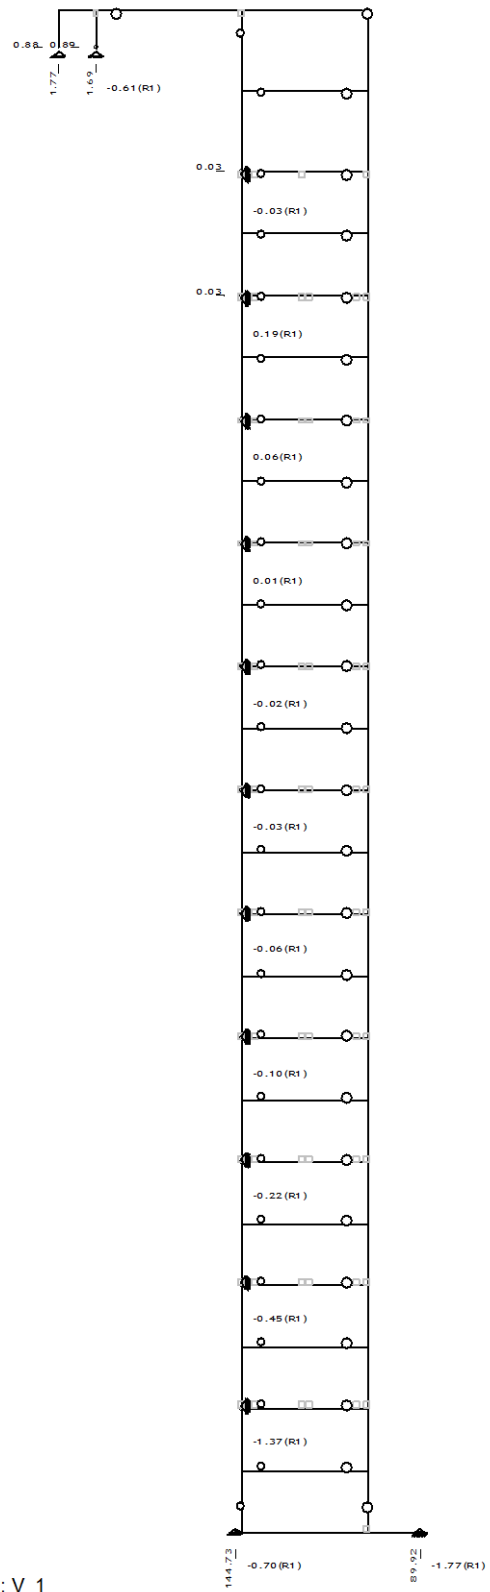 0.88 0.89
1.77
1.69
-0.61(R1)
0.03
-0.03(R1)
0.03
0.19(R1)
0.06(R1)
0.01(R1)
-0.02(R1)
-0.03(R1)
-0.06(R1)
-0.10(R1)
-0.22(R1)
-0.45(R1)
-1.37(R1)
144.73
-0.70(R1)
89.92
-1.77(R1)
: V_1